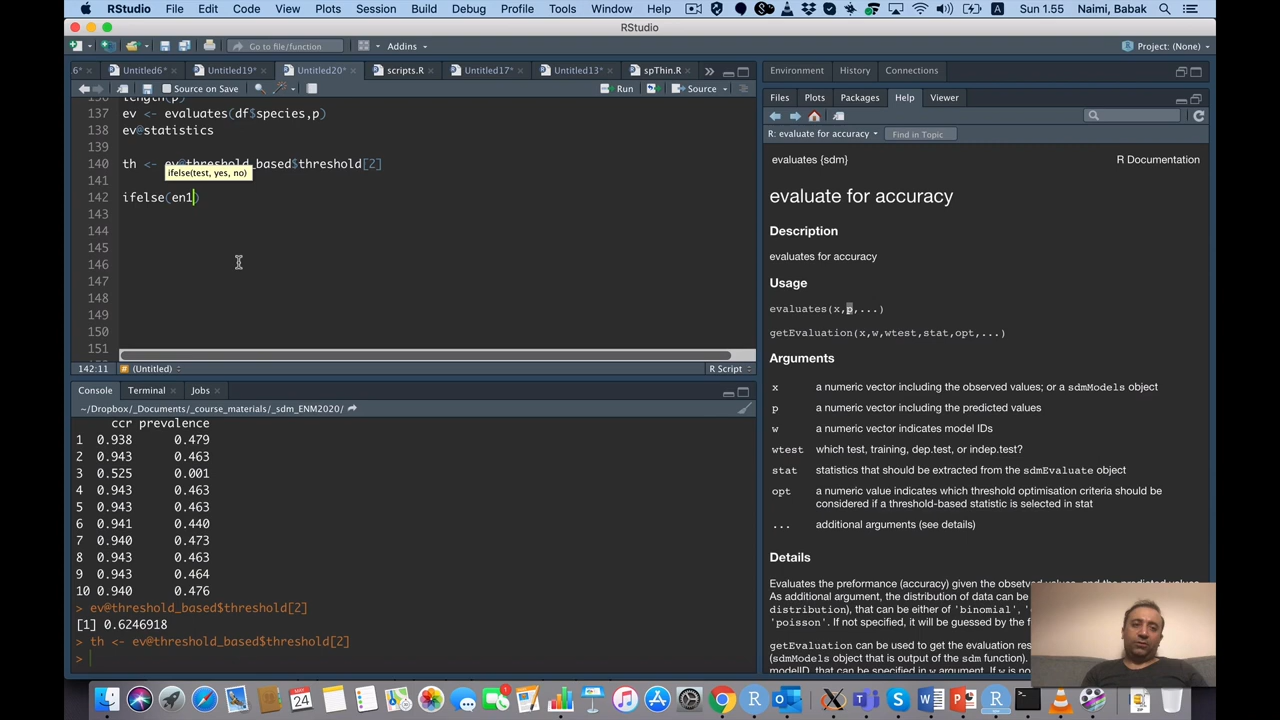 RStudio File Edit Code View Plots Session Build Debug Profile Tools Window Help Sun 1.55 Naimi, Babak
RStudio
Go to file/function Addins Project: (None)
6* Untitled6* Untitled19* Untitled20* scripts.R Untitled17* Untitled13* spThin.R
Source on Save Run Source
137 ev <- evaluates(df$species,p)
138 ev@statistics
139
140 th <- ev@threshold_based$threshold[2]
ifelse(test, yes, no)
141
142 ifelse(en1)
143
144
145
146
147
148
149
150
151
142:11 (Untitled) R Script
Console Terminal Jobs
~/Dropbox/_Documents/_course_materials/_sdm_ENM2020/
ccr prevalence
1 0.938 0.479
2 0.943 0.463
3 0.525 0.001
4 0.943 0.463
5 0.943 0.463
6 0.941 0.440
7 0.940 0.473
8 0.943 0.463
9 0.943 0.464
10 0.940 0.476
> ev@threshold_based$threshold[2]
[1] 0.6246918
> th <- ev@threshold_based$threshold[2]
>
Environment History Connections
Files Plots Packages Help Viewer
R: evaluate for accuracy Find in Topic
evaluates {sdm} R Documentation
evaluate for accuracy
Description
evaluates for accuracy
Usage
evaluates(x,p,...)
getEvaluation(x,w,wtest,stat,opt,...)
Arguments
x a numeric vector including the observed values; or a sdmModels object
p a numeric vector including the predicted values
w a numeric vector indicates model IDs
wtest which test, training, dep.test, or indep.test?
stat statistics that should be extracted from the sdmEvaluate object
opt a numeric value indicates which threshold optimisation criteria should be
considered if a threshold-based statistic is selected in stat
... additional arguments (see details)
Details
Evaluates the preformance (accuracy) given the observed values, and the predicted values.
As additional argument, the distribution of data can be
distribution), that can be either of 'binomial',
'poisson'. If not specified, it will be guessed by the
getEvaluation can be used to get the evaluation
(sdmModels object that is output of the sdm function).
modelID, that can be specified in w argument. If w is